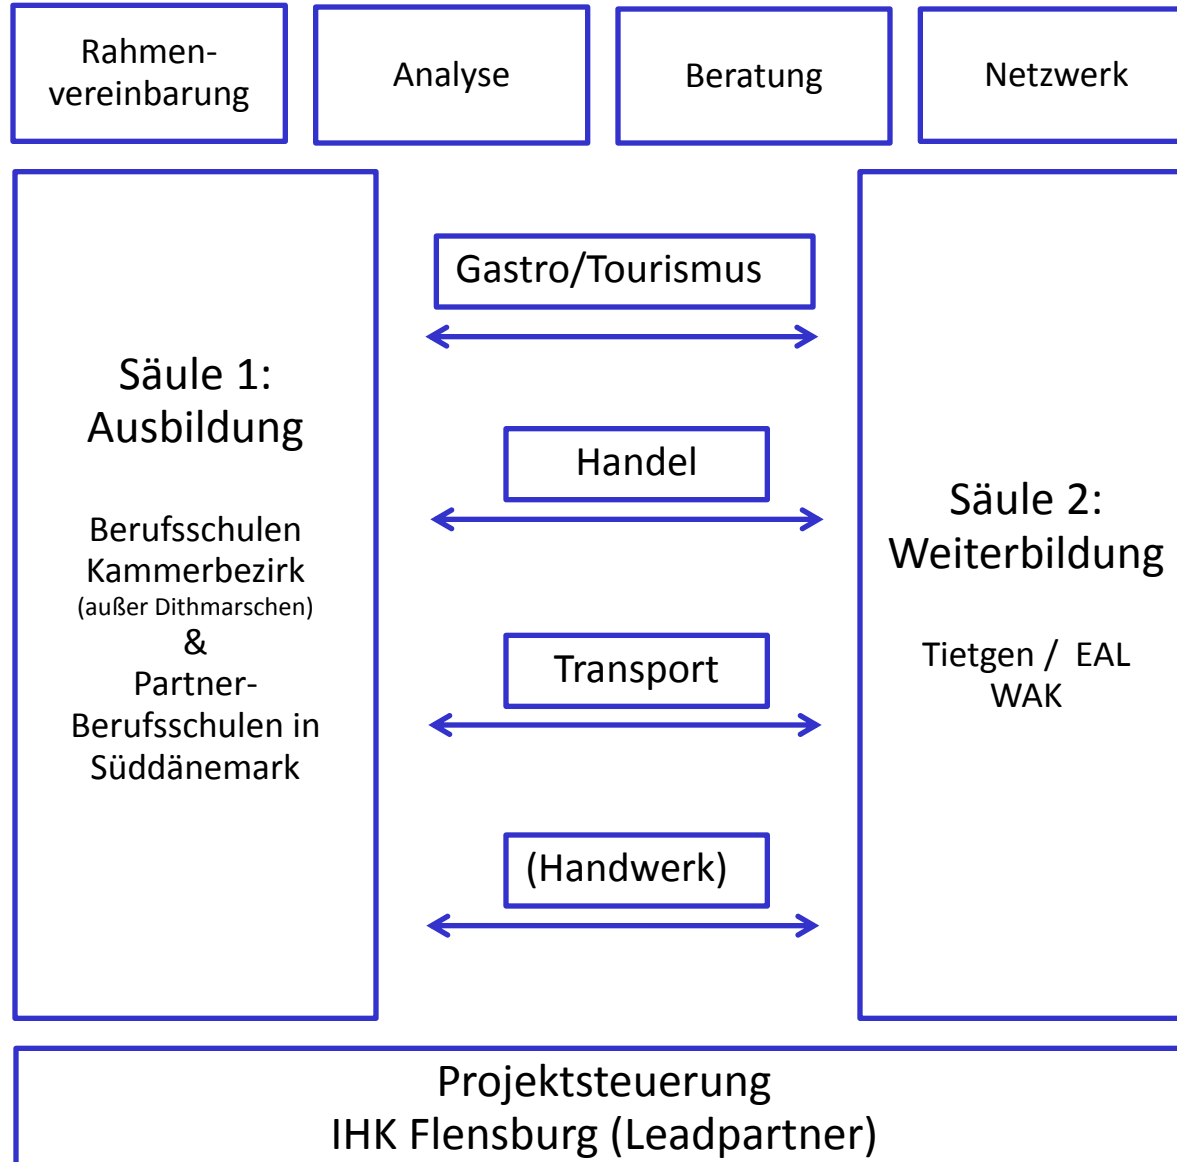 Rahmen-
vereinbarung
Analyse
Beratung
Netzwerk
Säule 1:
Ausbildung
Berufsschulen
Kammerbezirk
(außer Dithmarschen)
&
Partner-
Berufsschulen in
Süddänemark
Gastro/Tourismus
Handel
Transport
(Handwerk)
Säule 2:
Weiterbildung
Tietgen / EAL
WAK
Projektsteuerung
IHK Flensburg (Leadpartner)